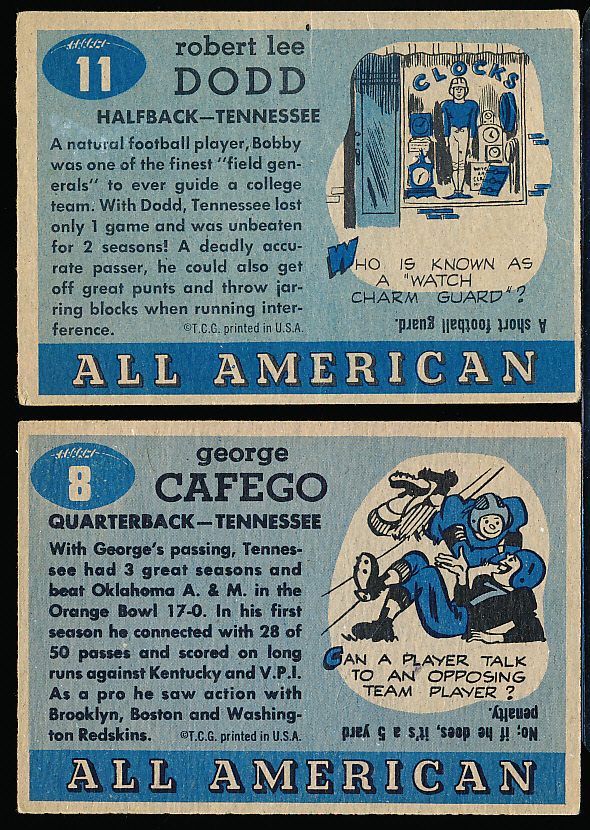 11
robert lee
DODD
HALFBACK—TENNESSEE
A natural football player, Bobby
was one of the finest "field gen-
erals" to ever guide a college
team. With Dodd, Tennessee lost
only 1 game and was unbeaten
for 2 seasons! A deadly accu-
rate passer, he could also get
off great punts and throw jar-
ring blocks when running inter-
ference.
©T.C.G. printed in U.S.A.
CLOCKS
WHO IS KNOWN AS
A "WATCH
CHARM GUARD"?
A short football guard.
ALL AMERICAN
8
george
CAFEGO
QUARTERBACK—TENNESSEE
With George's passing, Tennes-
see had 3 great seasons and
beat Oklahoma A. & M. in the
Orange Bowl 17-0. In his first
season he connected with 28 of
50 passes and scored on long
runs against Kentucky and V.P.I.
As a pro he saw action with
Brooklyn, Boston and Washing-
ton Redskins.
©T.C.G. printed in U.S.A.
CAN A PLAYER TALK
TO AN OPPOSING
TEAM PLAYER?
No; if he does, it's a 5 yard
penalty.
ALL AMERICAN